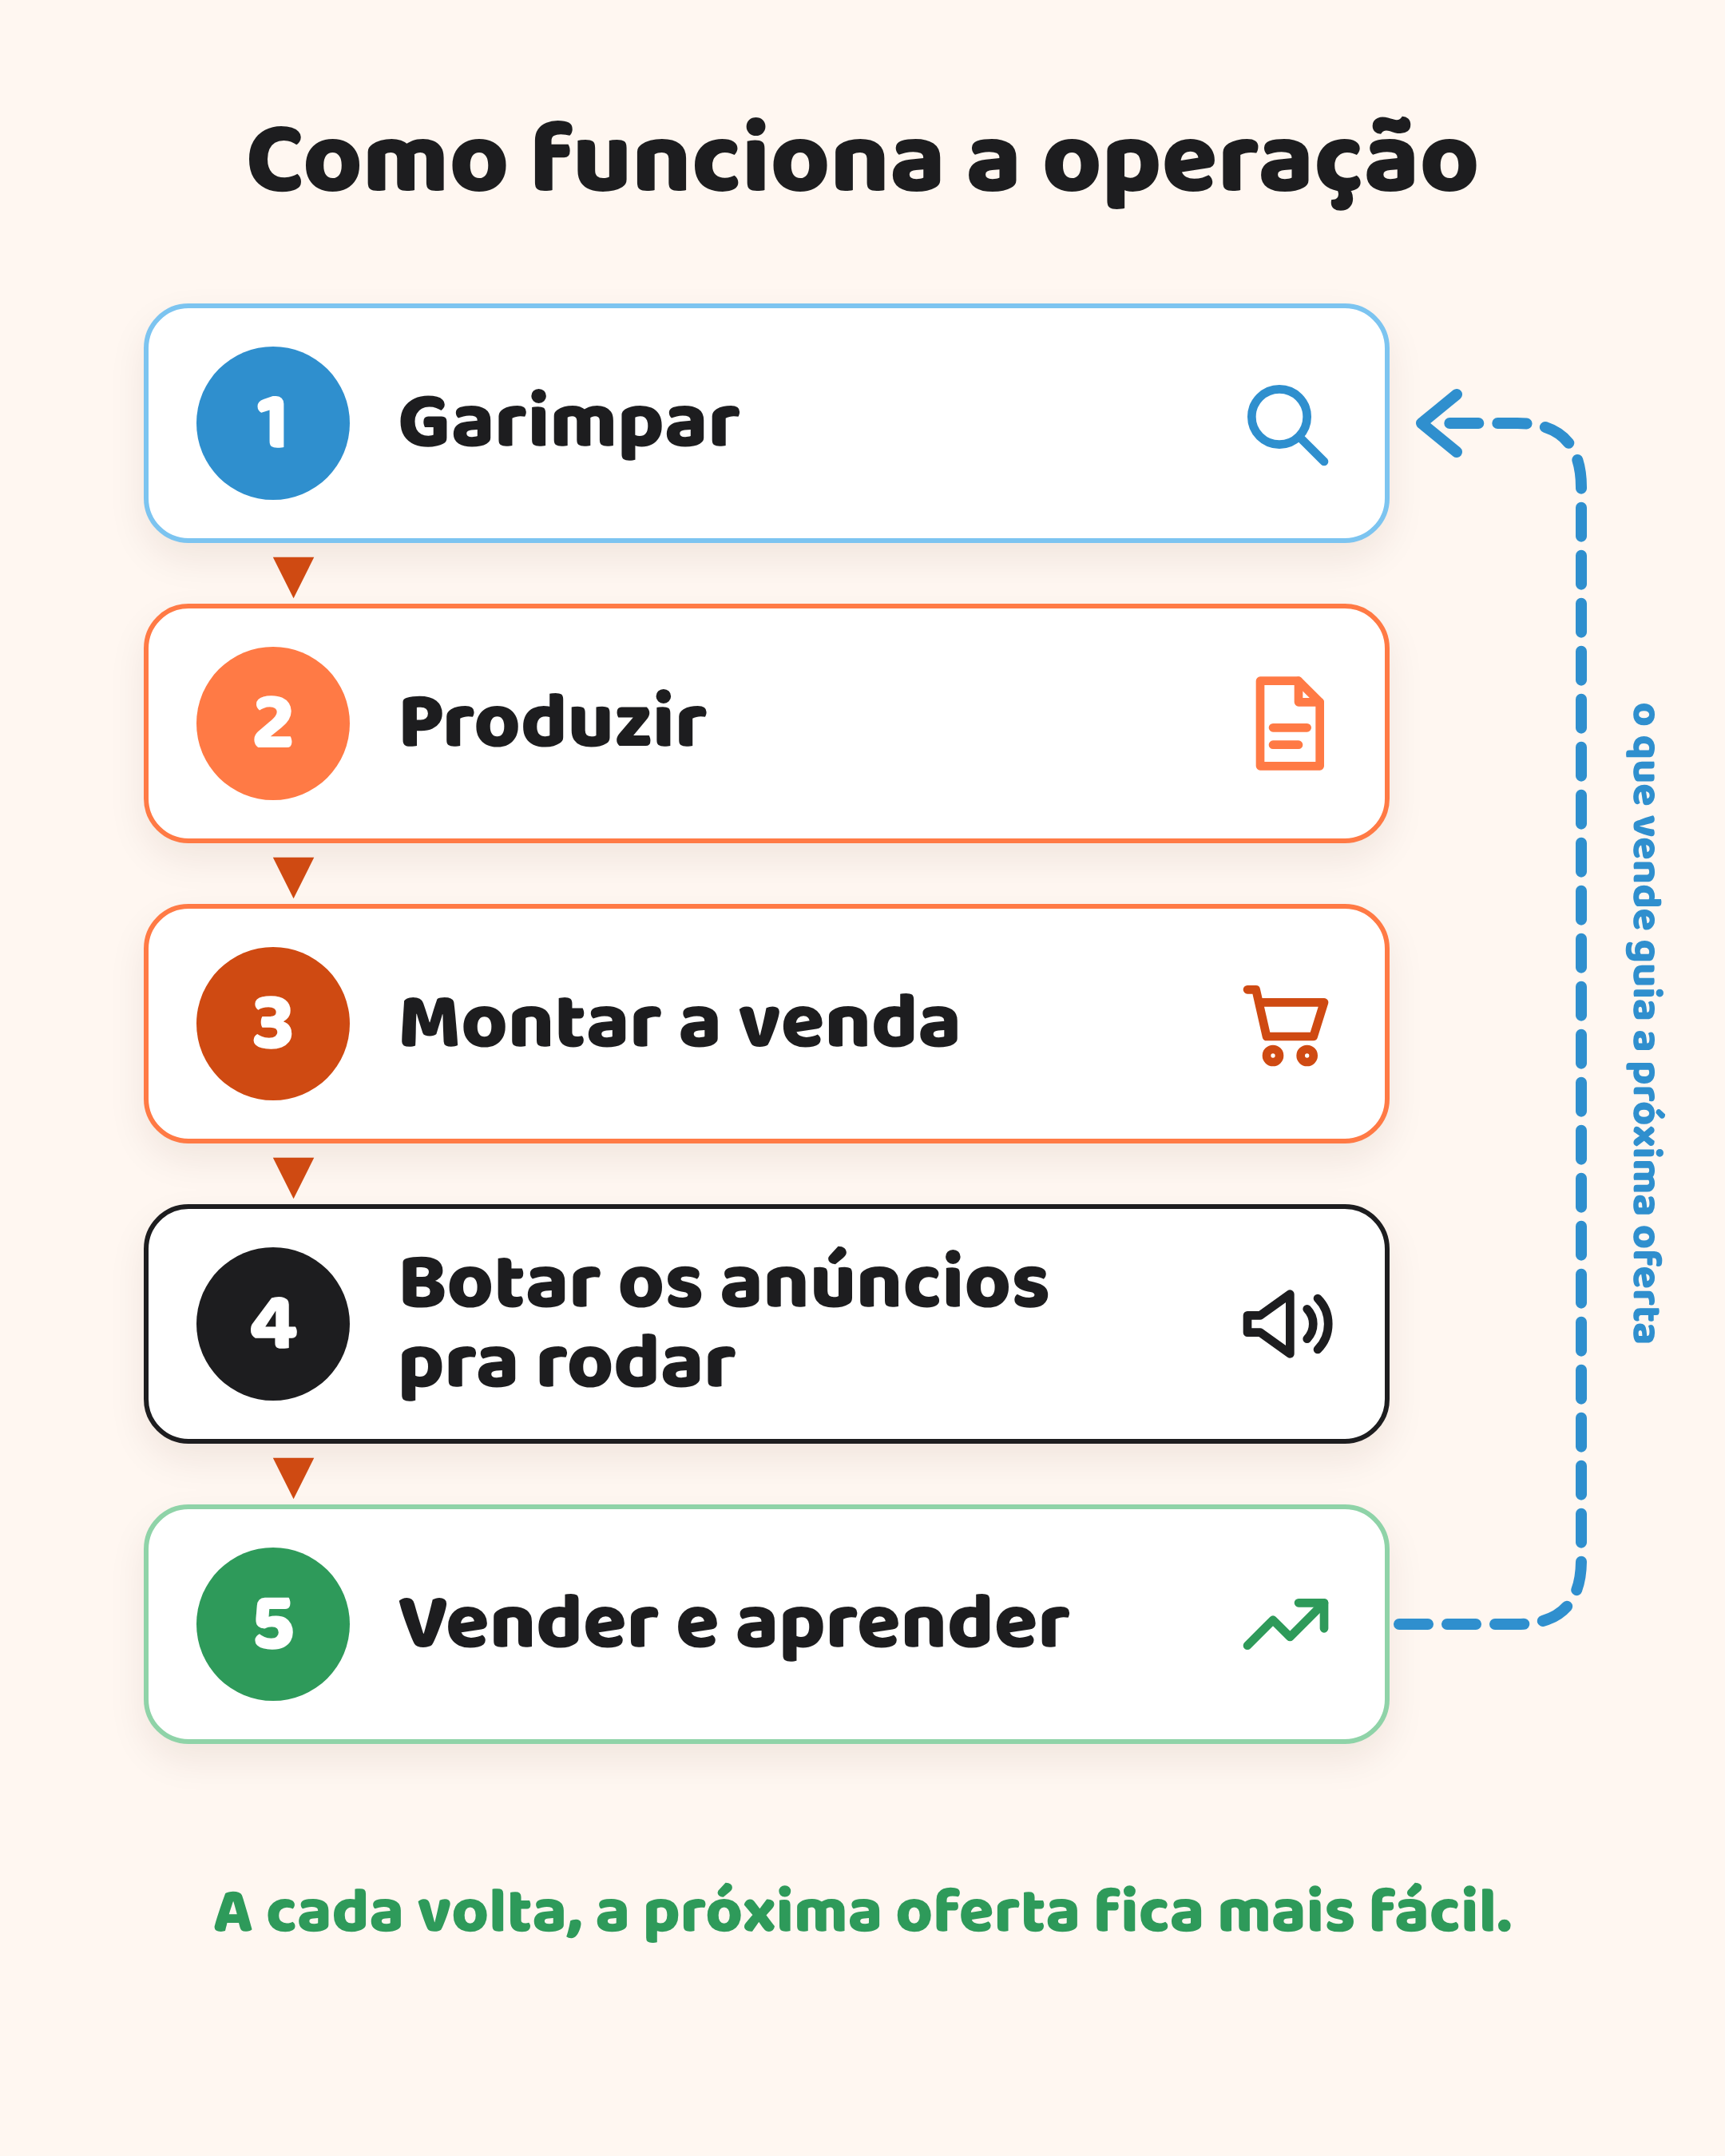 Como funciona a operação
1
Garimpar
2
Produzir
3
Montar a venda
4
Botar os anúncios
pra rodar
5
Vender e aprender
o que vende guia a próxima oferta
A cada volta, a próxima oferta fica mais fácil.